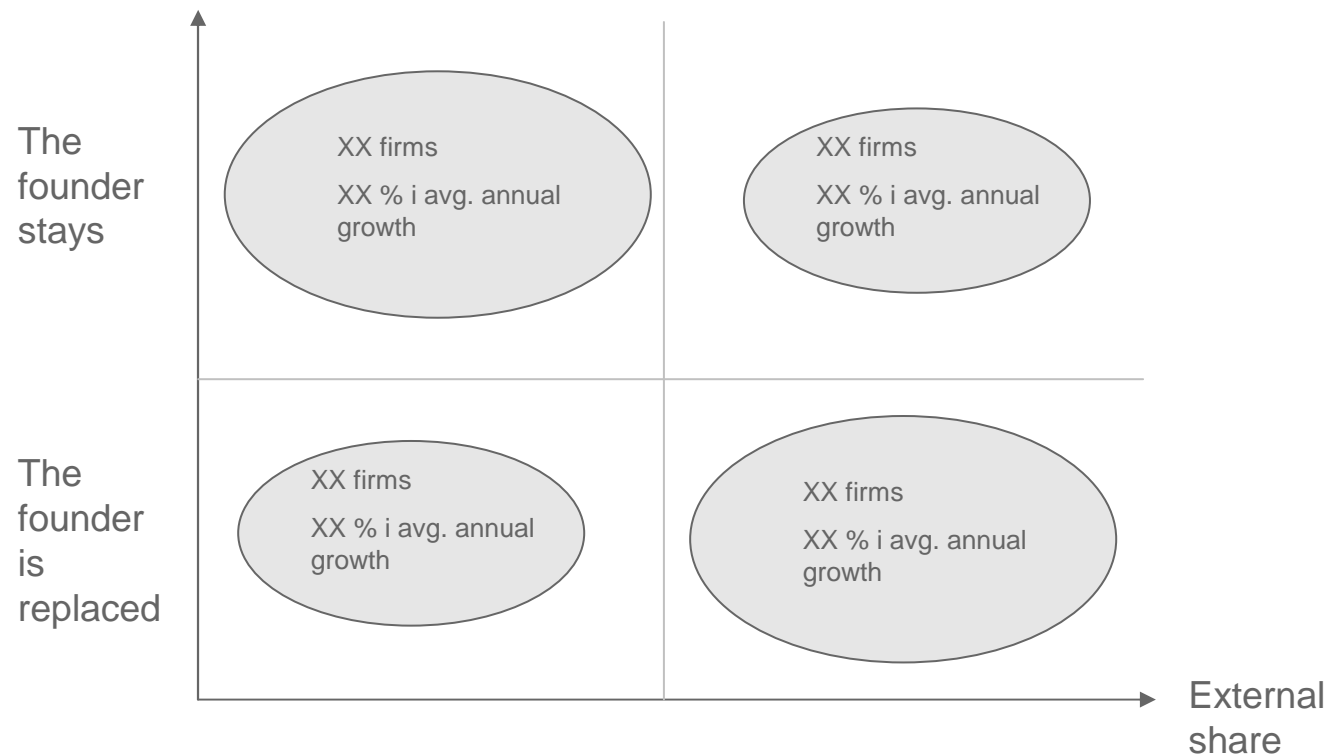 The
founder
stays
XX firms
XX % i avg. annual
growth
XX firms
XX % i avg. annual
growth
The
founder
is
replaced
XX firms
XX % i avg. annual
growth
XX firms
XX % i avg. annual
growth
External
share